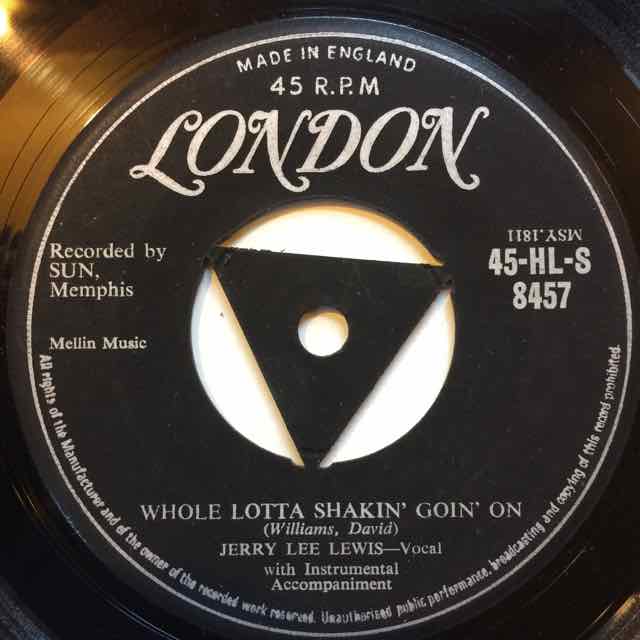 MADE IN ENGLAND
45 R.P.M
LONDON
Recorded by
SUN,
Memphis
Mellin Music
MSY.1811
45-HL-S
8457
WHOLE LOTTA SHAKIN' GOIN' ON
(Williams, David)
JERRY LEE LEWIS—Vocal
with Instrumental
Accompaniment
All rights of the Manufacturer and of the owner of the recorded work reserved. Unauthorised public performance, broadcasting and copying of this record prohibited.